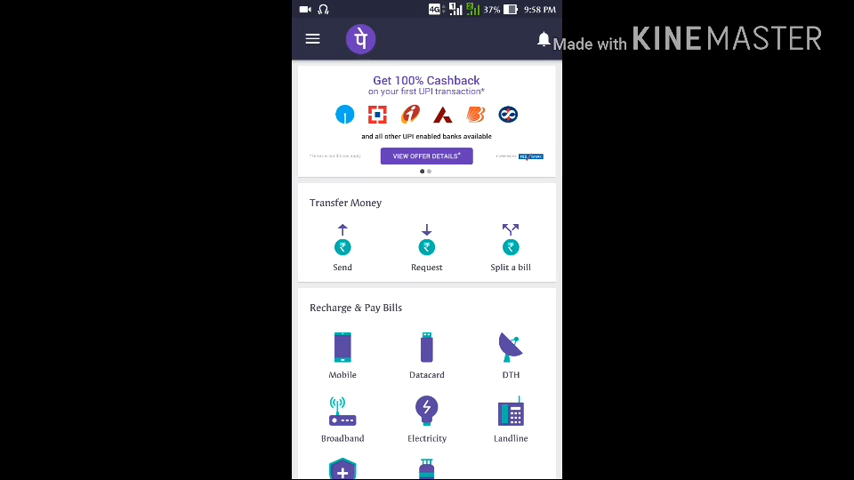 4G 1 2 37% 9:58 PM
पे
Made with KINEMASTER
Get 100% Cashback
on your first UPI transaction*
and all other UPI enabled banks available
VIEW OFFER DETAILS*
Transfer Money
Send Request Split a bill
Recharge & Pay Bills
Mobile Datacard DTH
Broadband Electricity Landline